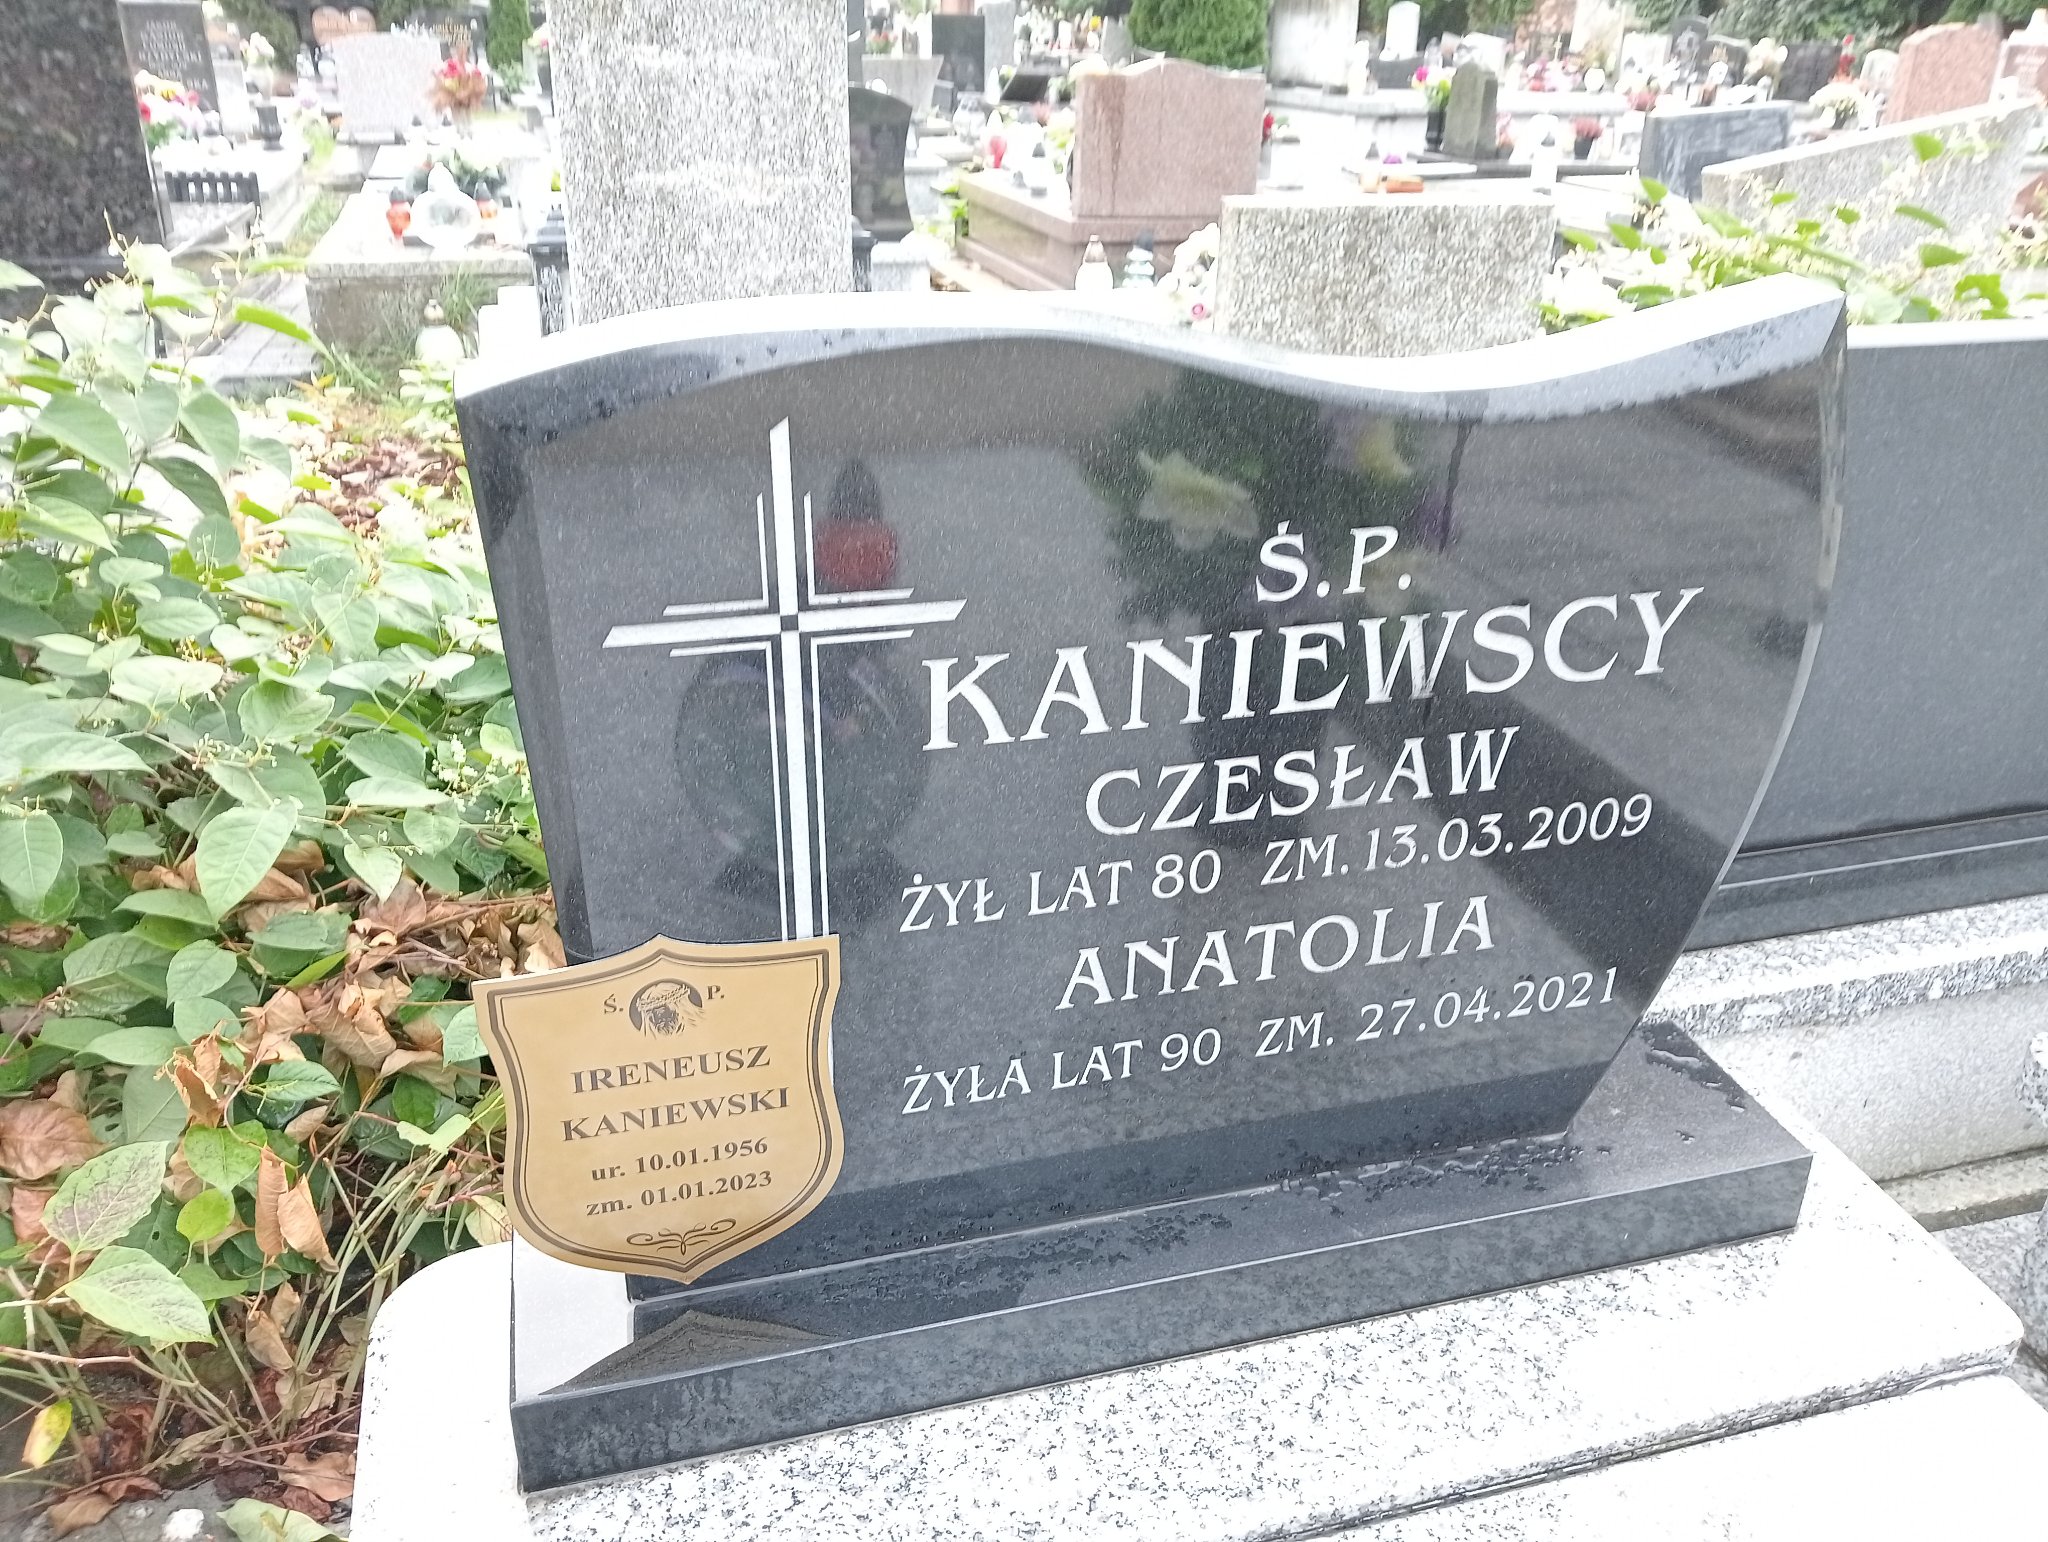 Ś.P.
KANIEWSCY
CZESŁAW
ŻYŁ LAT 80 ZM. 13.03.2009
ANATOLIA
ŻYŁA LAT 90 ZM. 27.04.2021
Ś. P.
IRENEUSZ
KANIEWSKI
ur. 10.01.1956
zm. 01.01.2023